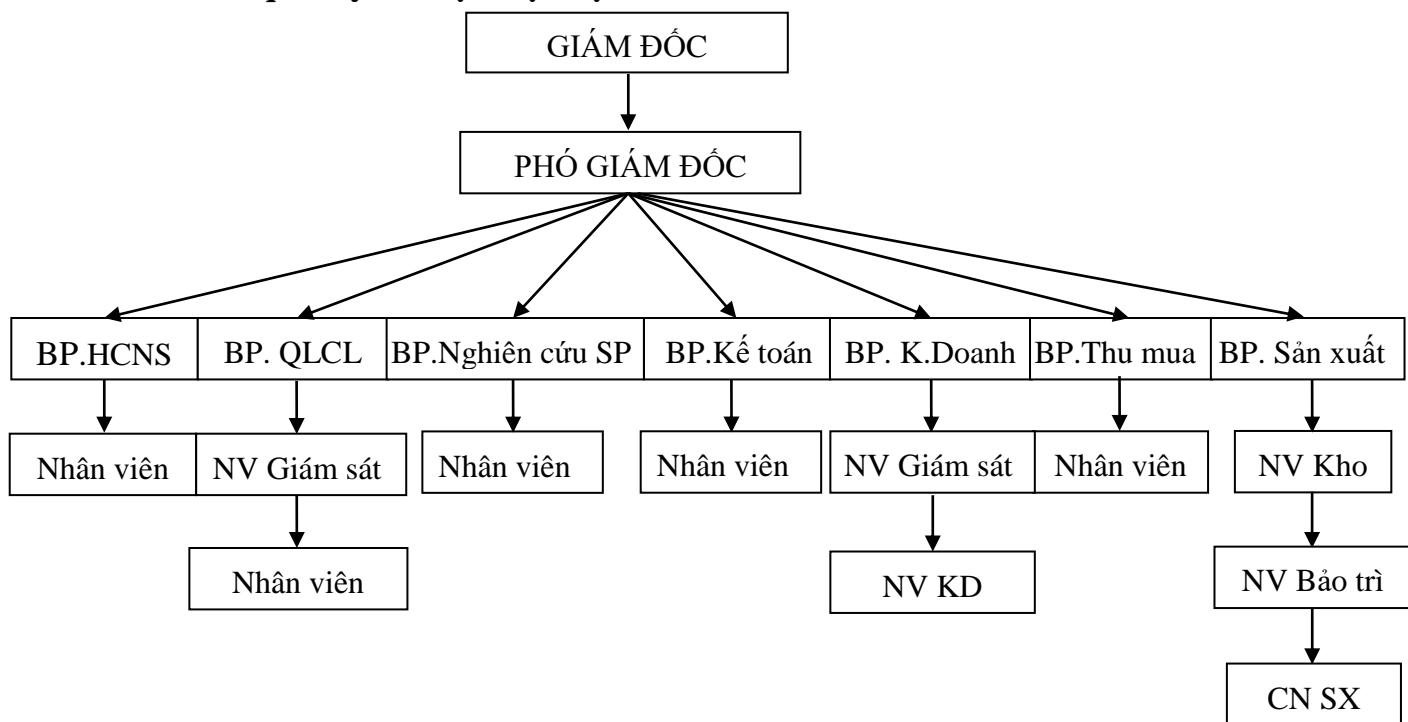 GIÁM ĐỐC
PHÓ GIÁM ĐỐC
BP.HCNS
BP. QLCL
BP.Nghiên cứu SP
BP.Kế toán
BP. K.Doanh
BP.Thu mua
BP. Sản xuất
Nhân viên
NV Giám sát
Nhân viên
Nhân viên
NV Giám sát
Nhân viên
NV Kho
Nhân viên
NV KD
NV Bảo trì
CN SX